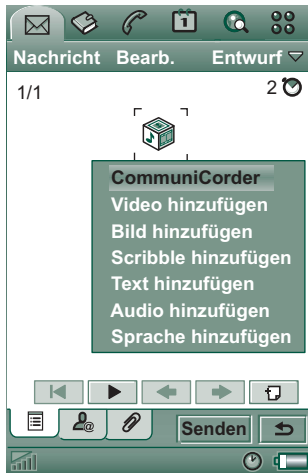 Nachricht Bearb. Entwurf
1/1 2
CommuniCorder
Video hinzufügen
Bild hinzufügen
Scribble hinzufügen
Text hinzufügen
Audio hinzufügen
Sprache hinzufügen
Senden